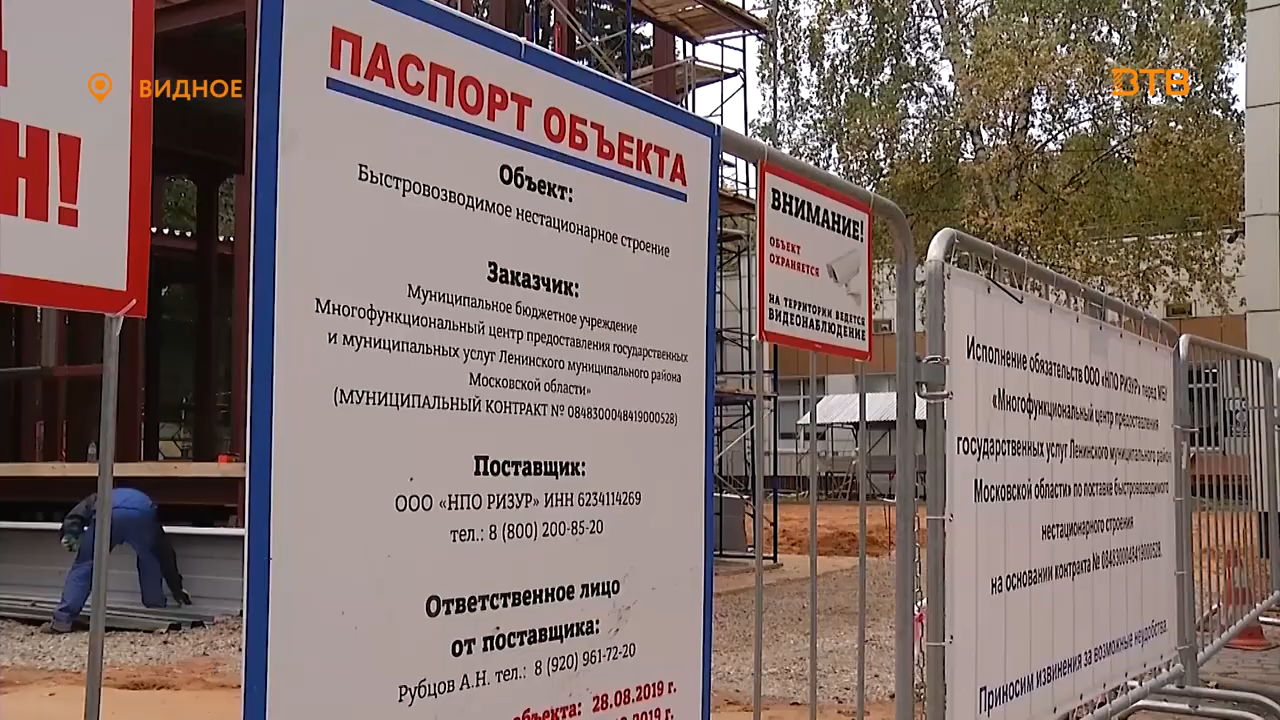 ВИДНОЕ
ВТВ
Н!
ПАСПОРТ ОБЪЕКТА
Объект:
Быстровозводимое нестационарное строение
Заказчик:
Муниципальное бюджетное учреждение
Многофункциональный центр предоставления государственных
и муниципальных услуг Ленинского муниципального района
Московской области»
(МУНИЦИПАЛЬНЫЙ КОНТРАКТ № 0848300048419000528)
Поставщик:
ООО «НПО РИЗУР» ИНН 6234114269
тел.: 8 (800) 200-85-20
Ответственное лицо
от поставщика:
Рубцов А.Н. тел.: 8 (920) 961-72-20
объекта: 28.08.2019 г.
2019 г.
ВНИМАНИЕ!
ОБЪЕКТ
ОХРАНЯЕТСЯ
НА ТЕРРИТОРИИ ВЕДЕТСЯ
ВИДЕОНАБЛЮДЕНИЕ
Исполнение обязательств ООО «НПО РИЗУР» перед МБУ
«Многофункциональный центр предоставления
государственных услуг Ленинского муниципального район
Московской области» по поставке быстровозводимого
нестационарного строения
на основании контракта № 0848300048419000528.
Приносим извинения за возможные неудобства.